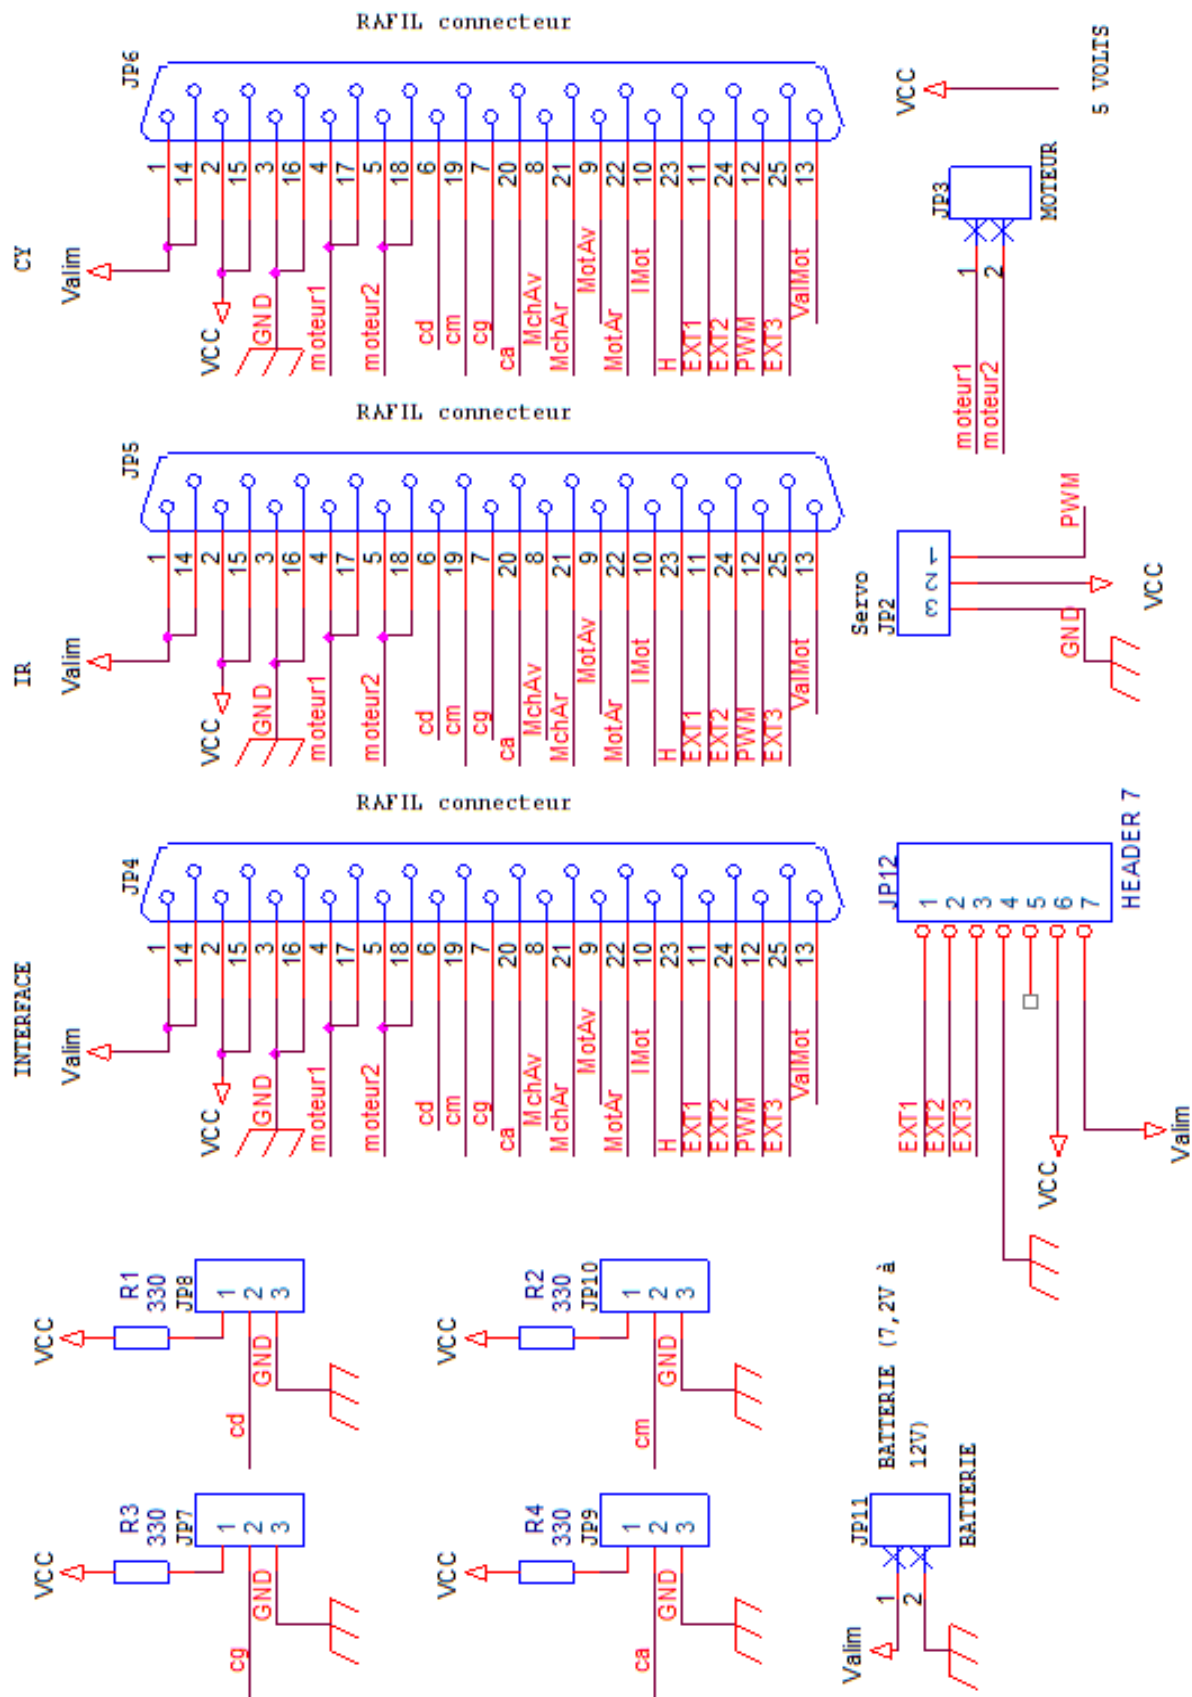 RAFIL connecteur
CY
JP6
Valim
VCC
GND
moteur1
moteur2
cd
cm
cg
ca
MchAv
MchAr
MotAv
MotAr
IMot
H
EXT1
EXT2
PWM
EXT3
ValMot
1
14
2
15
3
16
4
17
5
18
6
19
7
20
8
21
9
22
10
23
11
24
12
25
13
VCC
5 VOLTS
JP3
MOTEUR
1
2
moteur1
moteur2
RAFIL connecteur
IR
JP5
Valim
VCC
GND
moteur1
moteur2
cd
cm
cg
ca
MchAv
MchAr
MotAv
MotAr
IMot
H
EXT1
EXT2
PWM
EXT3
ValMot
1
14
2
15
3
16
4
17
5
18
6
19
7
20
8
21
9
22
10
23
11
24
12
25
13
Servo
JP2
3 2 1
PWM
VCC
GND
RAFIL connecteur
INTERFACE
JP4
Valim
VCC
GND
moteur1
moteur2
cd
cm
cg
ca
MchAv
MchAr
MotAv
MotAr
IMot
H
EXT1
EXT2
PWM
EXT3
ValMot
1
14
2
15
3
16
4
17
5
18
6
19
7
20
8
21
9
22
10
23
11
24
12
25
13
JP12
HEADER 7
1
2
3
4
5
6
7
EXT1
EXT2
EXT3
VCC
Valim
VCC
R1
330
JP8
1
2
3
GND
cd
VCC
R2
330
JP10
1
2
3
GND
cm
VCC
R3
330
JP7
1
2
3
GND
cg
VCC
R4
330
JP9
1
2
3
GND
ca
BATTERIE (7,2V à
12V)
JP11
BATTERIE
1
2
Valim